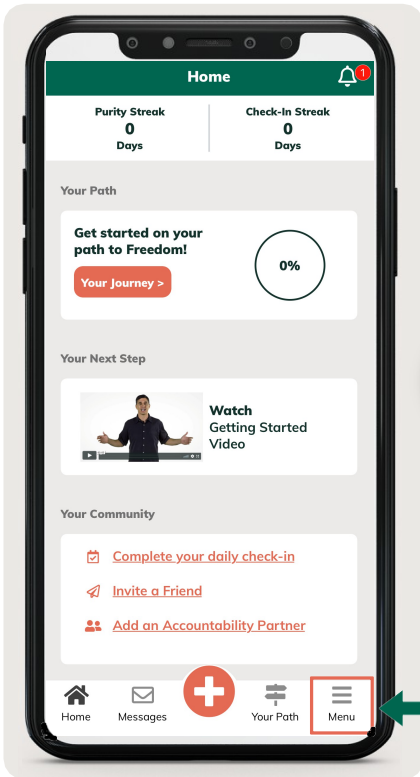 Home
1
Purity Streak
0
Days
Check-In Streak
0
Days
Your Path
Get started on your
path to Freedom!
Your Journey >
0%
Your Next Step
Watch
Getting Started
Video
Your Community
Complete your daily check-in
Invite a Friend
Add an Accountability Partner
Home
Messages
Your Path
Menu